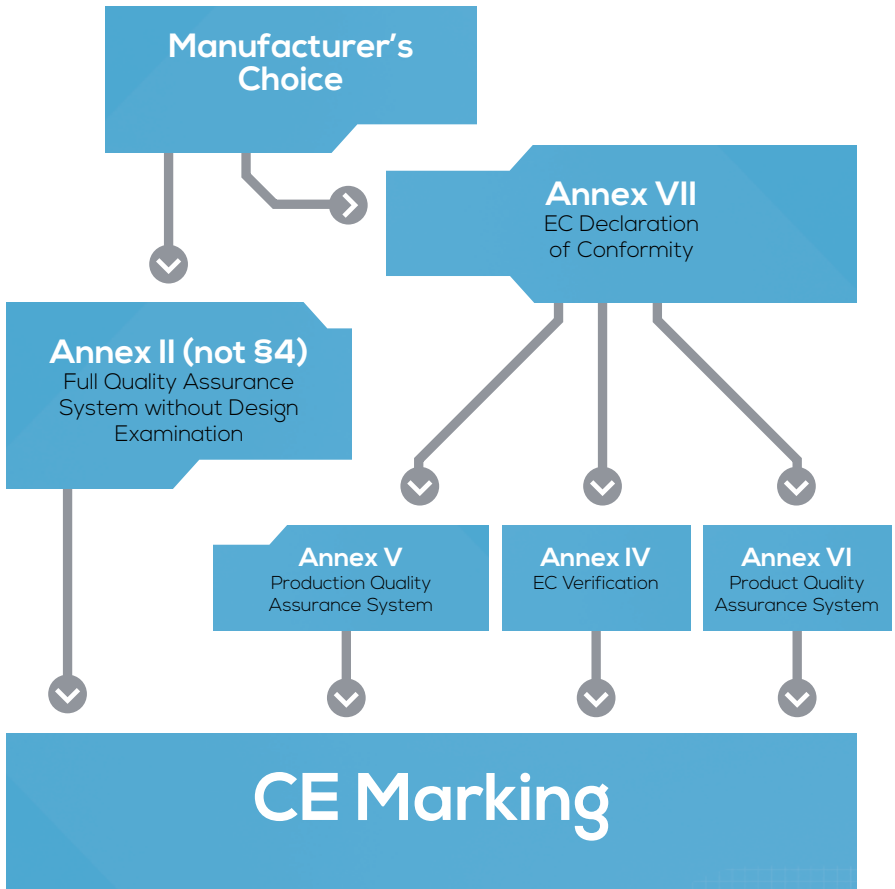 Manufacturer's
Choice
Annex VII
EC Declaration
of Conformity
Annex II (not §4)
Full Quality Assurance
System without Design
Examination
Annex V
Production Quality
Assurance System
Annex IV
EC Verification
Annex VI
Product Quality
Assurance System
CE Marking